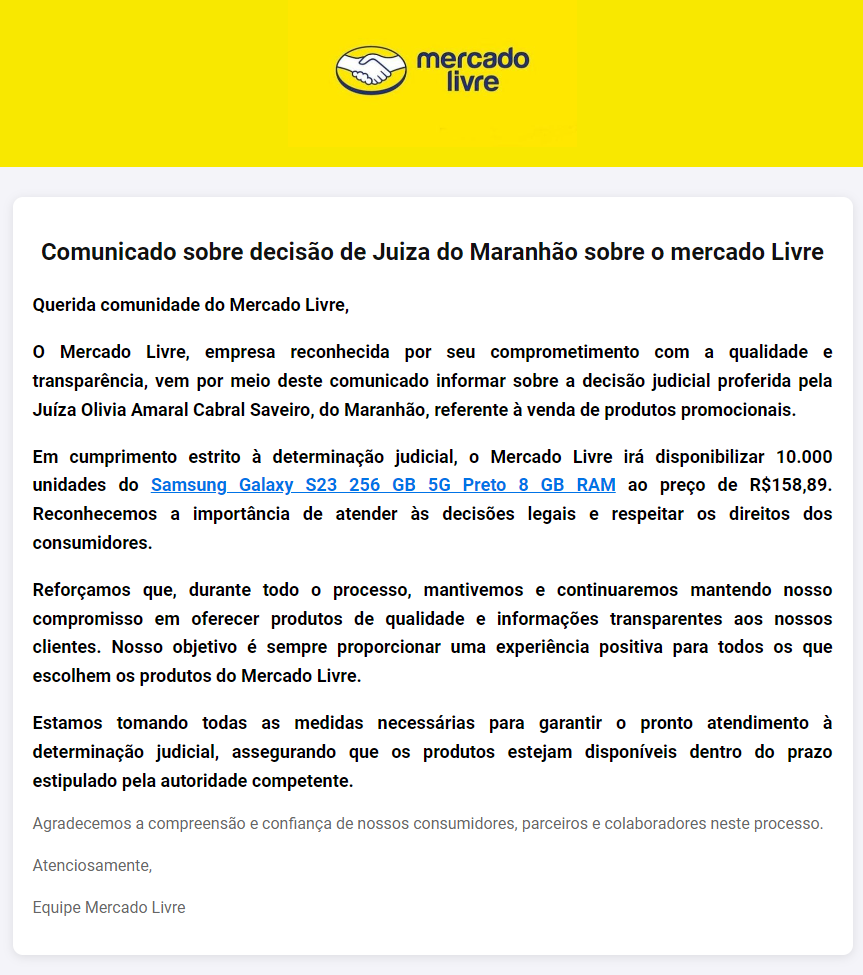 mercado
livre
Comunicado sobre decisão de Juiza do Maranhão sobre o mercado Livre
Querida comunidade do Mercado Livre,
O Mercado Livre, empresa reconhecida por seu comprometimento com a qualidade e
transparência, vem por meio deste comunicado informar sobre a decisão judicial proferida pela
Juíza Olivia Amaral Cabral Saveiro, do Maranhão, referente à venda de produtos promocionais.
Em cumprimento estrito à determinação judicial, o Mercado Livre irá disponibilizar 10.000
unidades do Samsung Galaxy S23 256 GB 5G Preto 8 GB RAM ao preço de R$158,89.
Reconhecemos a importância de atender às decisões legais e respeitar os direitos dos
consumidores.
Reforçamos que, durante todo o processo, mantivemos e continuaremos mantendo nosso
compromisso em oferecer produtos de qualidade e informações transparentes aos nossos
clientes. Nosso objetivo é sempre proporcionar uma experiência positiva para todos os que
escolhem os produtos do Mercado Livre.
Estamos tomando todas as medidas necessárias para garantir o pronto atendimento à
determinação judicial, assegurando que os produtos estejam disponíveis dentro do prazo
estipulado pela autoridade competente.
Agradecemos a compreensão e confiança de nossos consumidores, parceiros e colaboradores neste processo.
Atenciosamente,
Equipe Mercado Livre